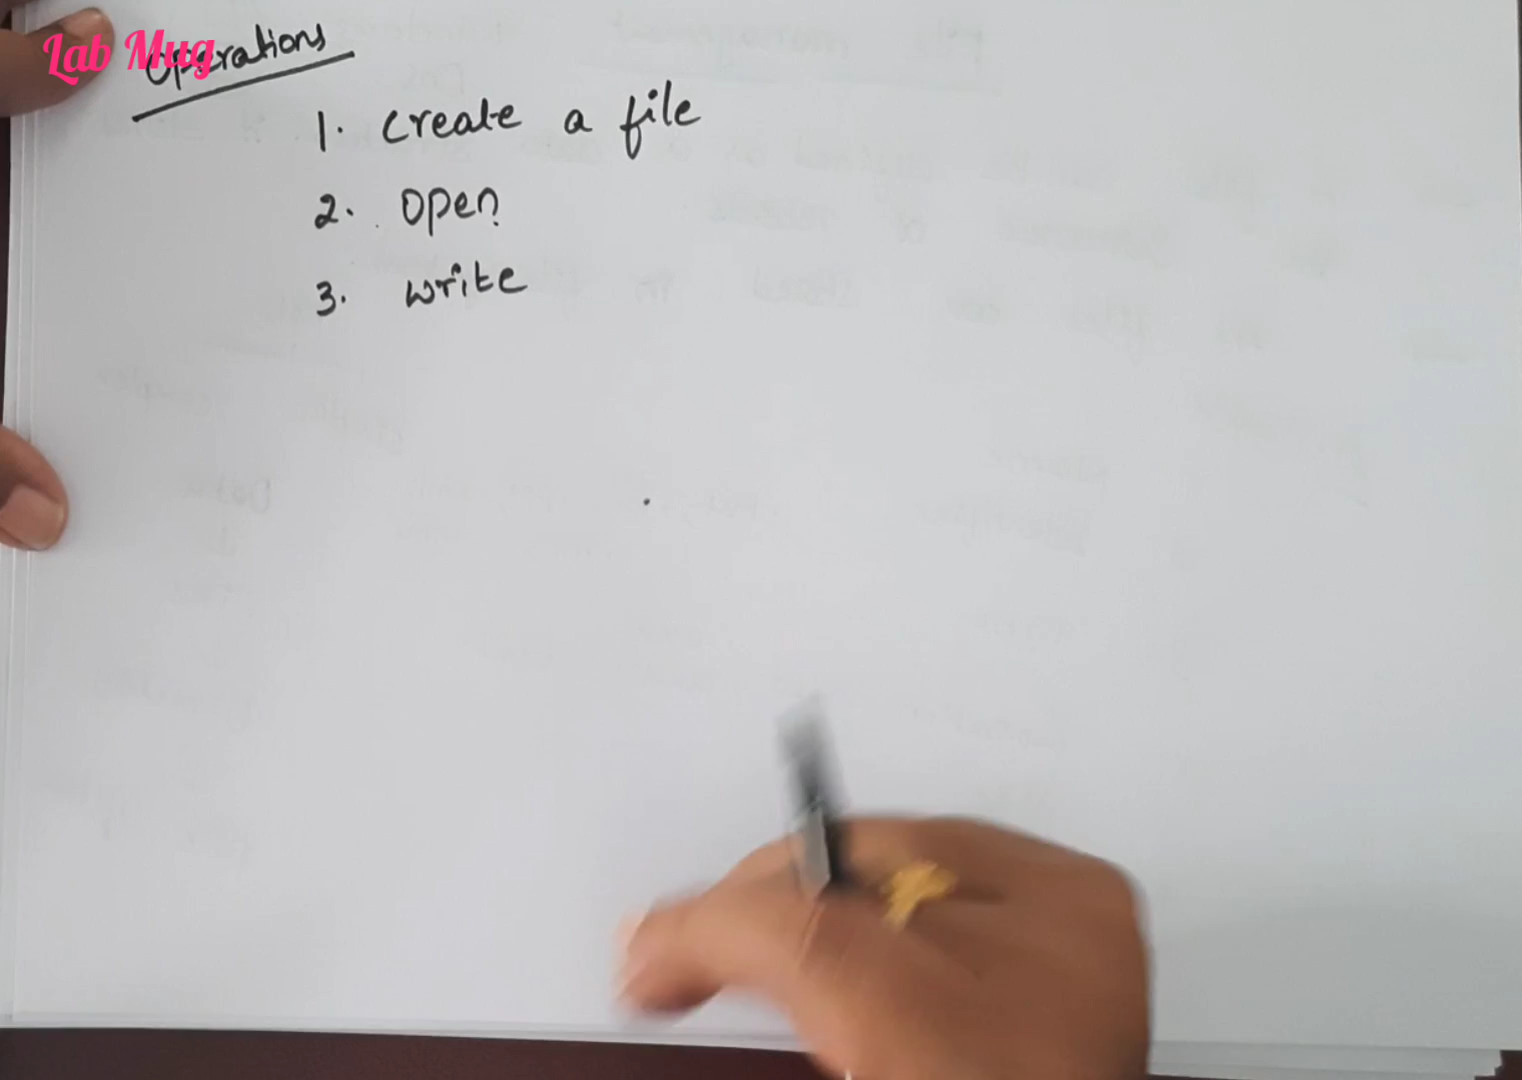 Lab Mug
Operations
1. Create a file
2. Open
3. Write